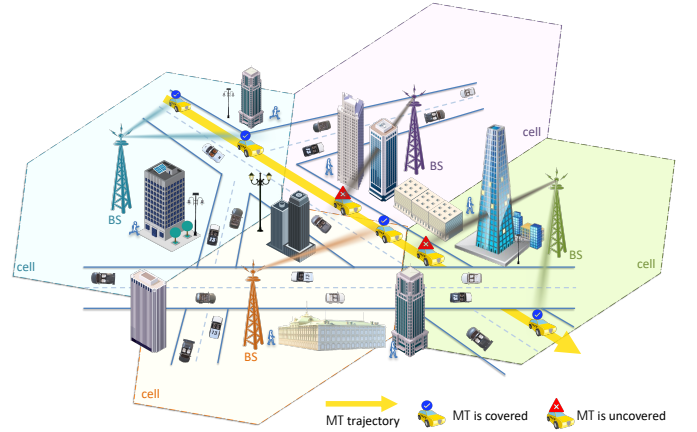 cell
BS
BS
cell
BS
cell
BS
cell
MT trajectory
MT is covered
MT is uncovered